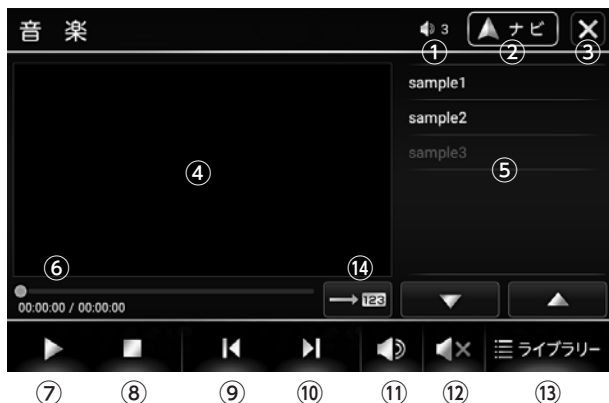 音 楽 3 ナビ
① ② ③
sample1
sample2
sample3
④ ⑤
⑥ ⑭
123
00:00:00 / 00:00:00
ライブラリー
⑦ ⑧ ⑨ ⑩ ⑪ ⑫ ⑬